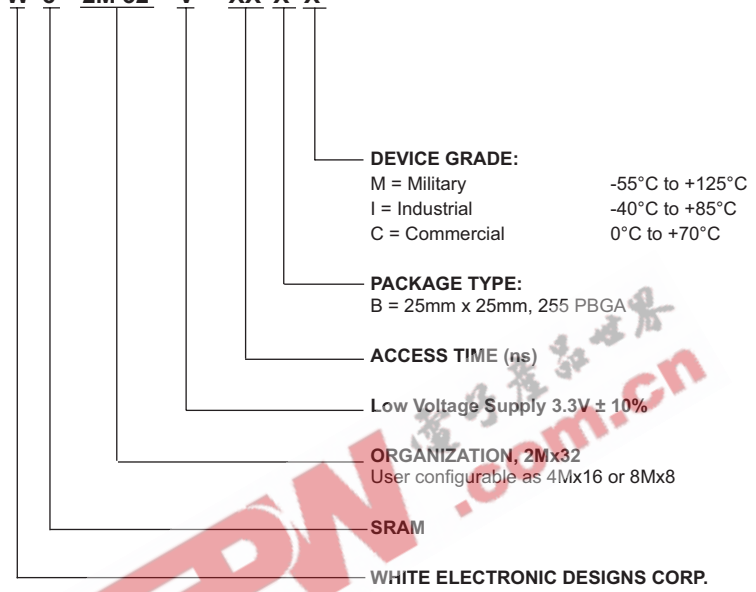 DEVICE GRADE:
M = Military -55°C to +125°C
I = Industrial -40°C to +85°C
C = Commercial 0°C to +70°C
PACKAGE TYPE:
B = 25mm x 25mm, 255 PBGA
ACCESS TIME (ns)
Low Voltage Supply 3.3V ± 10%
ORGANIZATION, 2Mx32
User configurable as 4Mx16 or 8Mx8
SRAM
WHITE ELECTRONIC DESIGNS CORP.
.com.cn